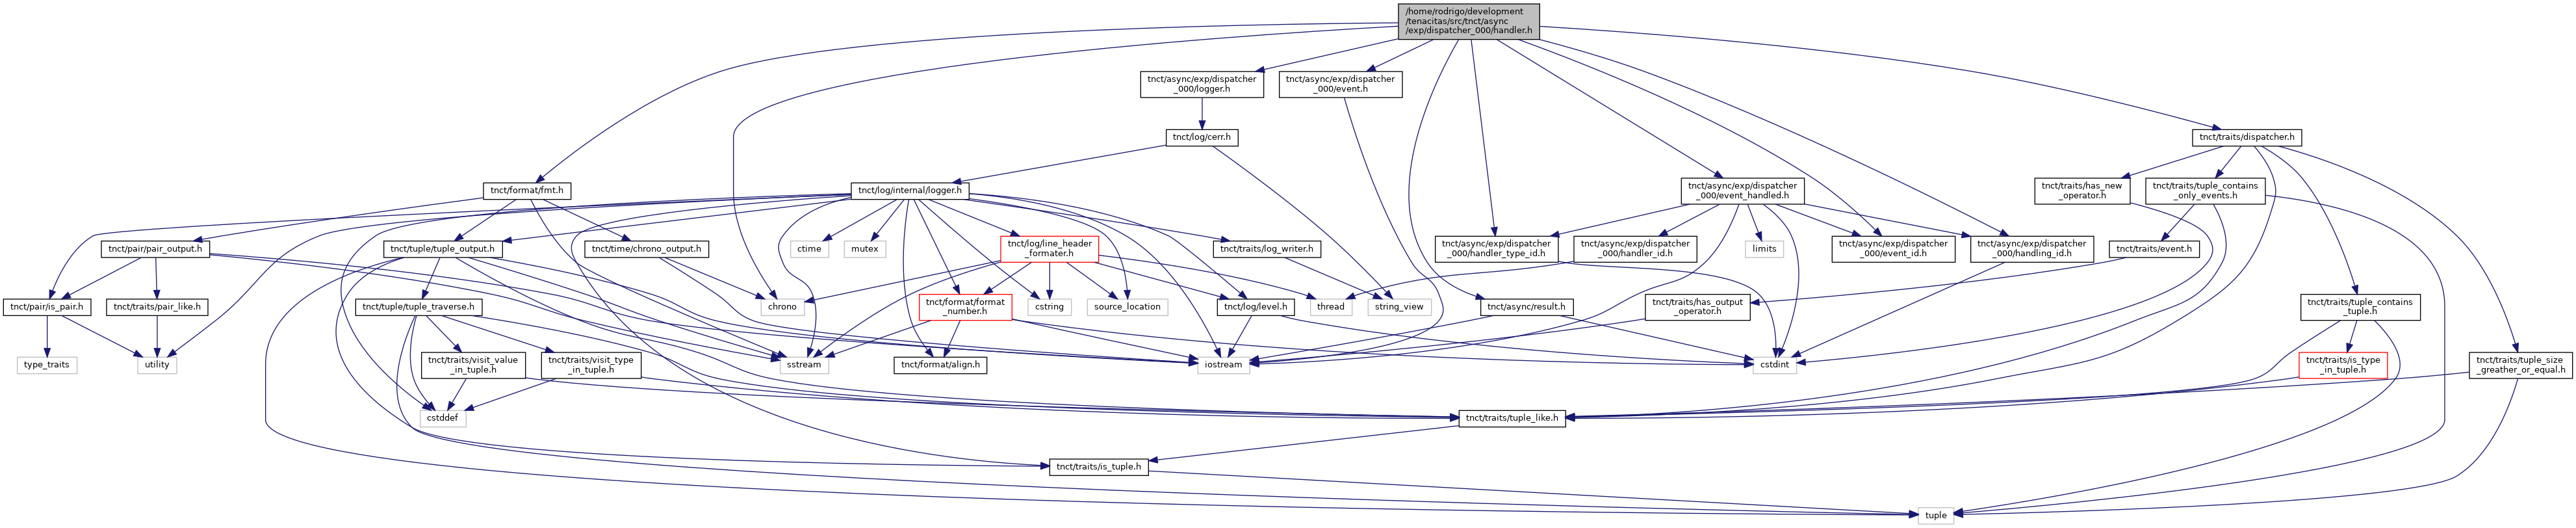 /home/rodrigo/development
/tenacitas/src/tnct/async
/exp/dispatcher_000/handler.h
tnct/async/exp/dispatcher
_000/logger.h
tnct/async/exp/dispatcher
_000/event.h
tnct/log/cerr.h
tnct/traits/dispatcher.h
tnct/format/fmt.h
tnct/log/internal/logger.h
tnct/async/exp/dispatcher
_000/event_handled.h
tnct/traits/has_new
_operator.h
tnct/traits/tuple_contains
_only_events.h
tnct/pair/pair_output.h
tnct/tuple/tuple_output.h
tnct/time/chrono_output.h
ctime
mutex
tnct/log/line_header
_formater.h
tnct/traits/log_writer.h
tnct/async/exp/dispatcher
_000/handler_type_id.h
tnct/async/exp/dispatcher
_000/handler_id.h
limits
tnct/async/exp/dispatcher
_000/event_id.h
tnct/async/exp/dispatcher
_000/handling_id.h
tnct/traits/event.h
tnct/pair/is_pair.h
tnct/traits/pair_like.h
tnct/tuple/tuple_traverse.h
chrono
tnct/format/format
_number.h
cstring
source_location
tnct/log/level.h
thread
string_view
tnct/async/result.h
tnct/traits/has_output
_operator.h
tnct/traits/tuple_contains
_tuple.h
type_traits
utility
tnct/traits/visit_value
_in_tuple.h
tnct/traits/visit_type
_in_tuple.h
sstream
tnct/format/align.h
iostream
cstdint
tnct/traits/is_type
_in_tuple.h
tnct/traits/tuple_size
_greather_or_equal.h
cstddef
tnct/traits/tuple_like.h
tnct/traits/is_tuple.h
tuple